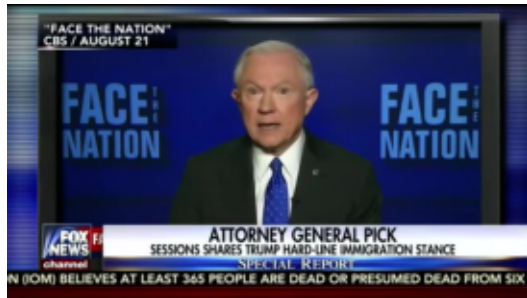 "FACE THE NATION"
CBS / AUGUST 21
FACE THE NATION
FACE THE NATION
FOX NEWS channel
ATTORNEY GENERAL PICK
SESSIONS SHARES TRUMP HARD-LINE IMMIGRATION STANCE
SPECIAL REPORT
N (IOM) BELIEVES AT LEAST 365 PEOPLE ARE DEAD OR PRESUMED DEAD FROM SIX